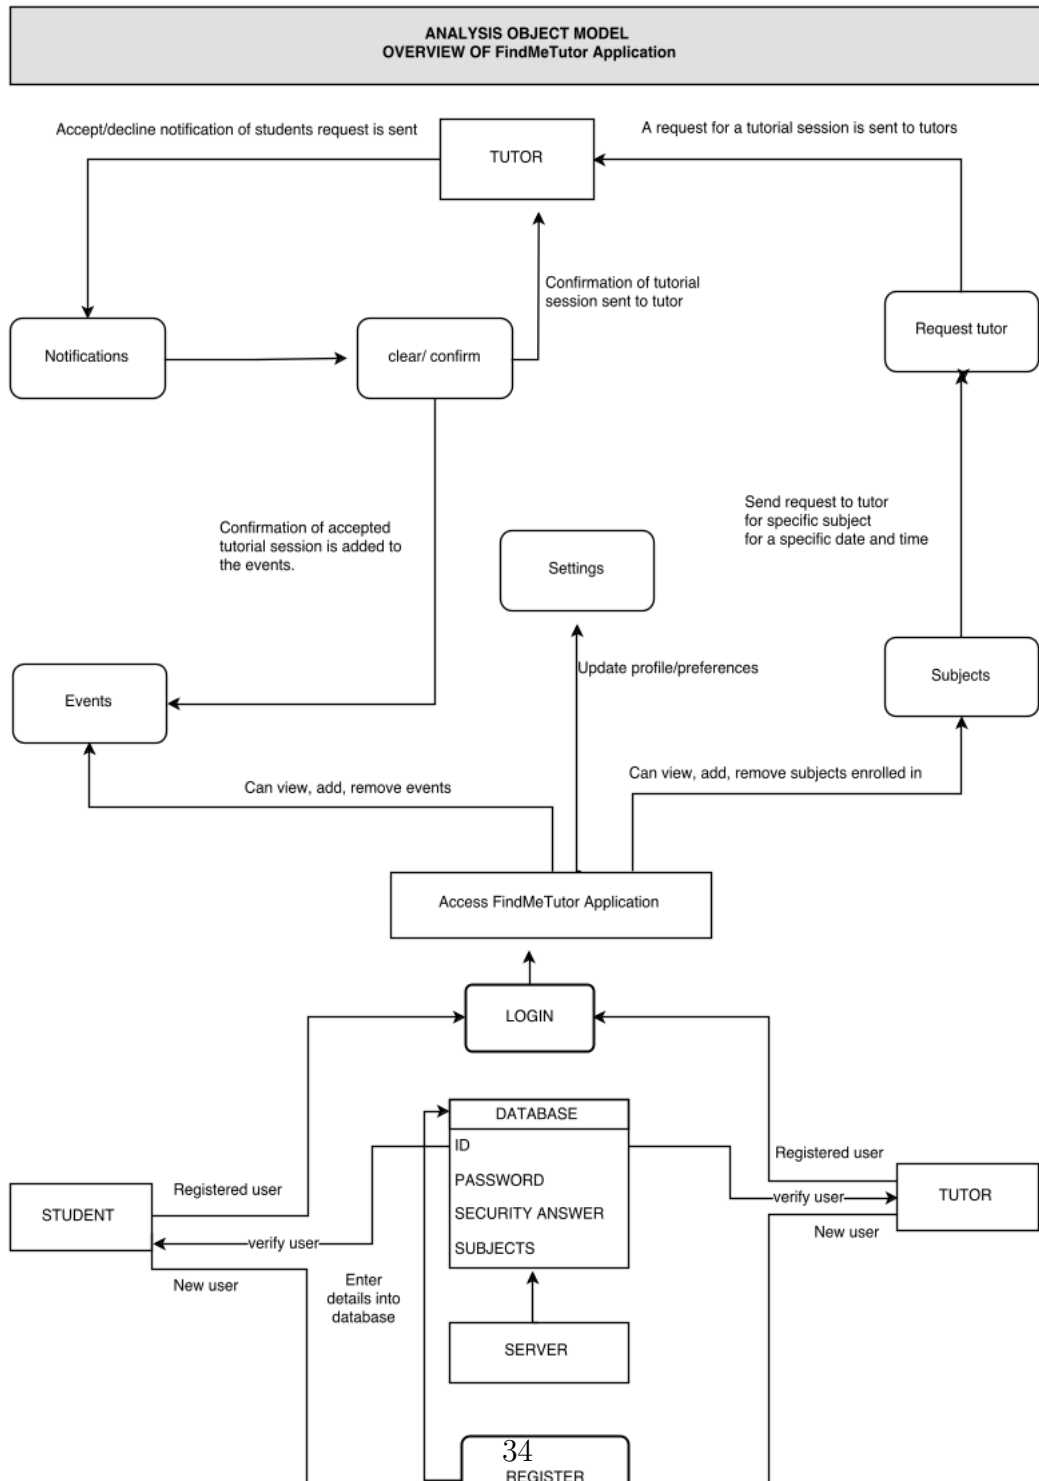 ANALYSIS OBJECT MODEL
OVERVIEW OF FindMeTutor Application
Accept/decline notification of students request is sent
A request for a tutorial session is sent to tutors
TUTOR
Confirmation of tutorial
session sent to tutor
Notifications
clear/ confirm
Request tutor
Send request to tutor
for specific subject
for a specific date and time
Confirmation of accepted
tutorial session is added to
the events.
Settings
Update profile/preferences
Subjects
Events
Can view, add, remove subjects enrolled in
Can view, add, remove events
Access FindMeTutor Application
LOGIN
DATABASE
ID
PASSWORD
SECURITY ANSWER
SUBJECTS
Registered user
verify user
TUTOR
New user
Registered user
STUDENT
verify user
New user
Enter
details into
database
SERVER
34
REGISTER